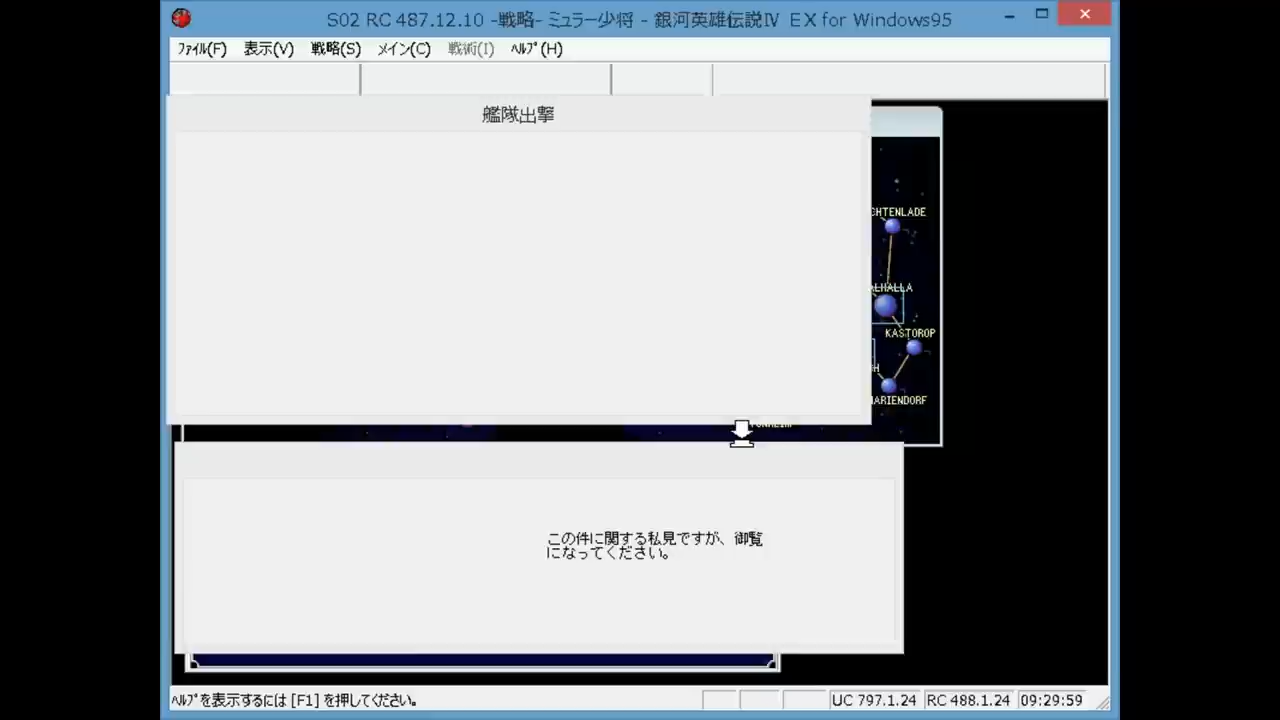 S02 RC 487.12.10 -戦略- ミュラー少将 - 銀河英雄伝説Ⅳ EX for Windows95
ﾌｧｲﾙ(F) 表示(V) 戦略(S) メイン(C) 戦術(I) ﾍﾙﾌﾟ(H)
艦隊出撃
CHTENLADE
ALHALLA
KASTOROP
H
MARIENDORF
この件に関する私見ですが、御覧
になってください。
ﾍﾙﾌﾟを表示するには [F1] を押してください。
UC 797.1.24 RC 488.1.24 09:29:59